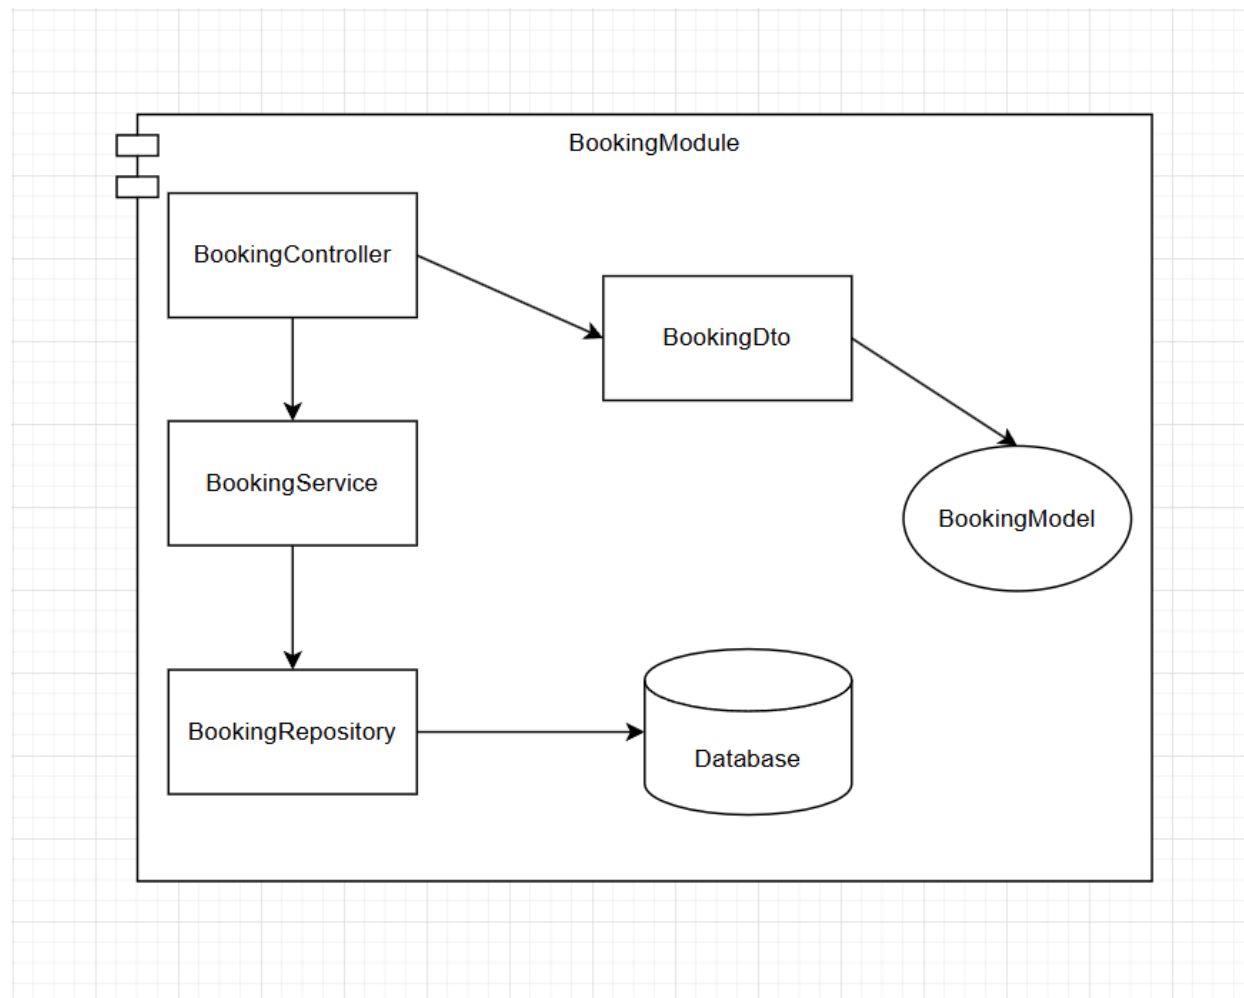 BookingModule
BookingController
BookingDto
BookingService
BookingModel
BookingRepository
Database